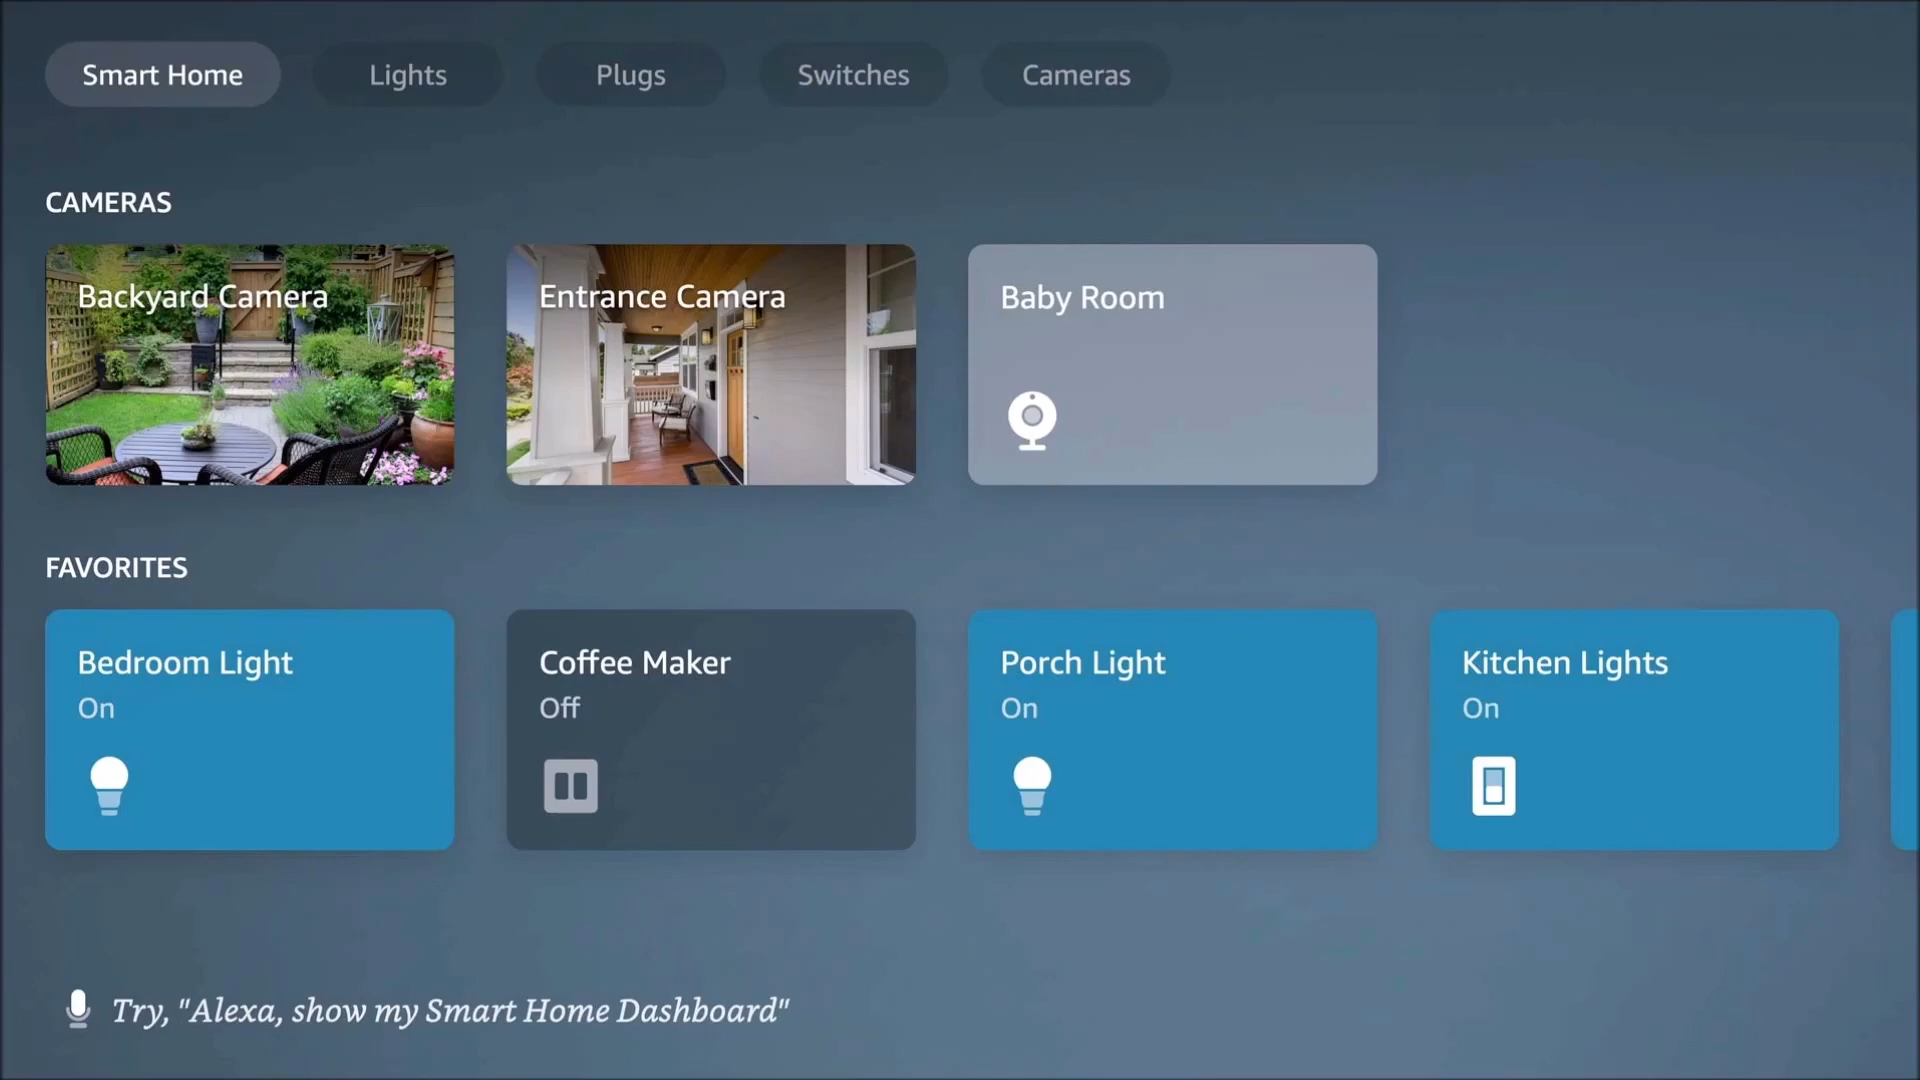 Smart Home
Lights
Plugs
Switches
Cameras
CAMERAS
Backyard Camera
Entrance Camera
Baby Room
FAVORITES
Bedroom Light
On
Coffee Maker
Off
Porch Light
On
Kitchen Lights
On
Try, "Alexa, show my Smart Home Dashboard"